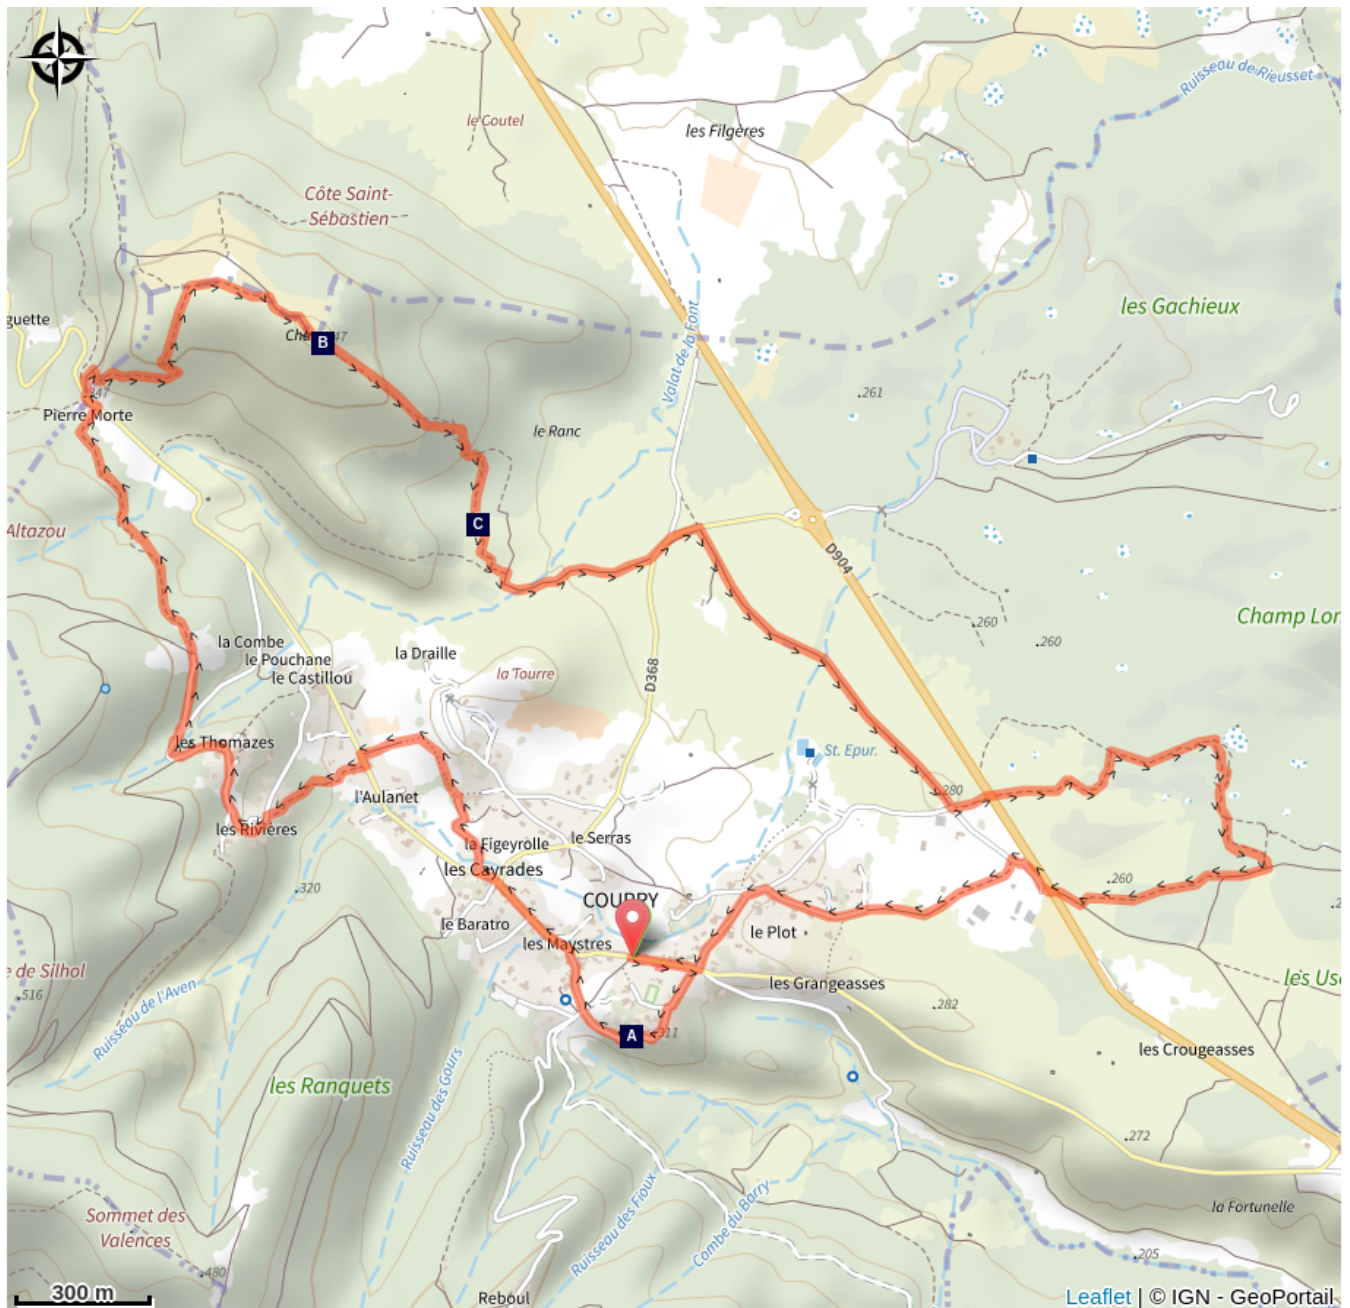 Ruisseau de Rieusset
le Goutel
les Filgères
Côte Saint-
Sébastien
les Gachieux
guette
Valat de la Font
B
47
.261
Pierre Morte
le Ranc
C
Altazou
D904
Champ Lor
.260
.260
la Combe
le Pouchane
le Castillou
la Draille
la Tourre
D368
les Thomazes
St. Epur.
.280
l'Aulanet
les Rivières
la Figeyrolle
le Serras
les Cayrades
.320
.260
COURRY
le Baratro
les Maystres
le Plot
e de Silhol
.516
Ruisseau de l'Aven
les Grangeasses
les Us
.282
A
311
les Crougeasses
les Ranquets
Ruisseau des Gours
.272
Sommet des
Valences
Ruisseau des Fioux
Combe du Barry
la Fortunelle
.205
.480
300 m
Reboul
Leaflet | © IGN - GeoPortail